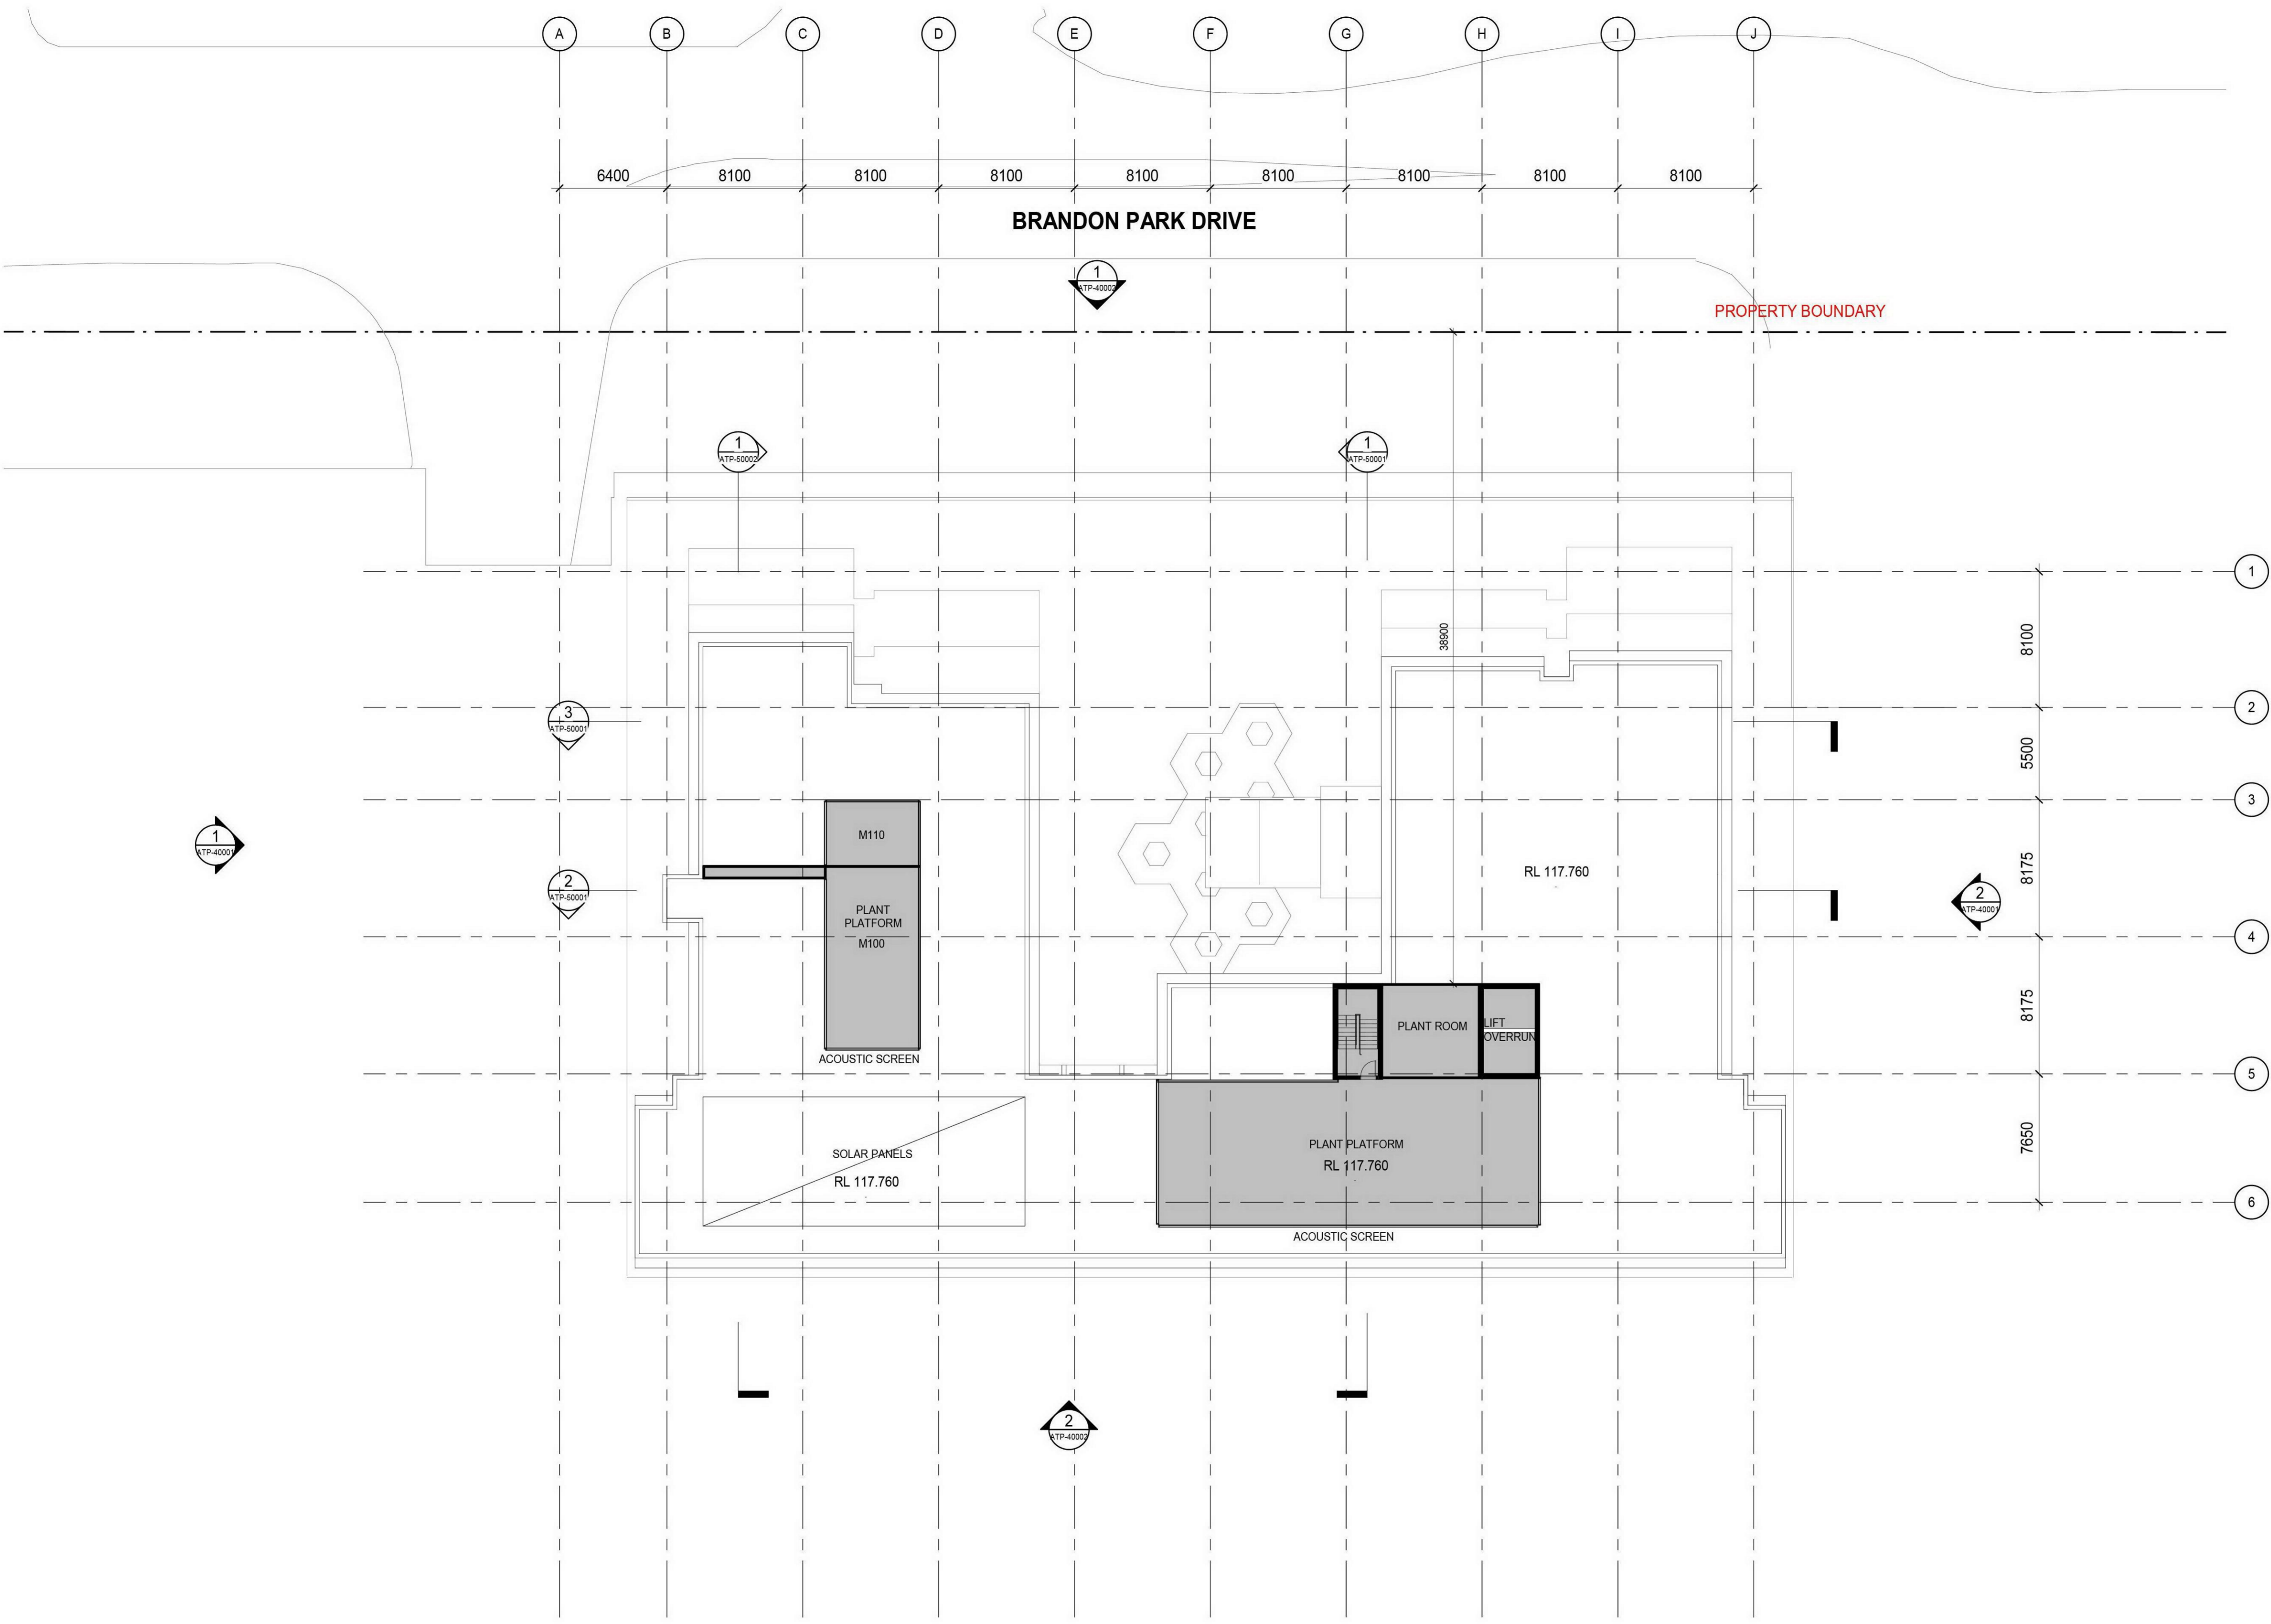 A B C D E F G H I J
6400 8100 8100 8100 8100 8100 8100 8100 8100
BRANDON PARK DRIVE
1
ATP-40002
PROPERTY BOUNDARY
1
ATP-50002
1
ATP-50001
1
8100
38900
2
3
ATP-50001
5500
3
M110
1
ATP-40001
RL 117.760
8175
2
ATP-50001
2
ATP-40001
PLANT
PLATFORM
M100
4
8175
PLANT ROOM
LIFT
OVERRUN
ACOUSTIC SCREEN
5
7650
SOLAR PANELS
RL 117.760
PLANT PLATFORM
RL 117.760
6
ACOUSTIC SCREEN
2
ATP-40002